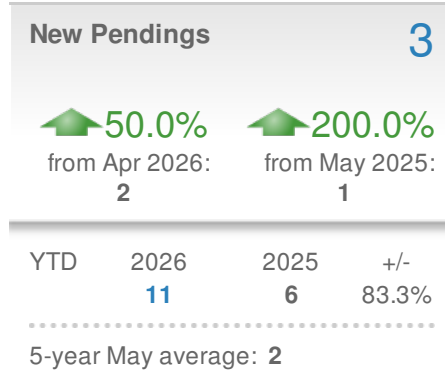 New Pendings 3
50.0% 200.0%
from Apr 2026: from May 2025:
2 1
YTD 2026 2025 +/-
11 6 83.3%
5-year May average: 2